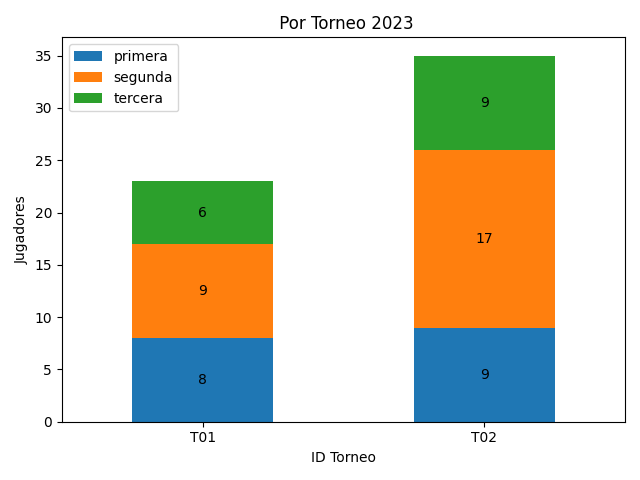 Por Torneo 2023
primera
segunda
tercera
35
30
25
20
15
10
5
0
Jugadores
6
9
8
9
17
9
T01
T02
ID Torneo